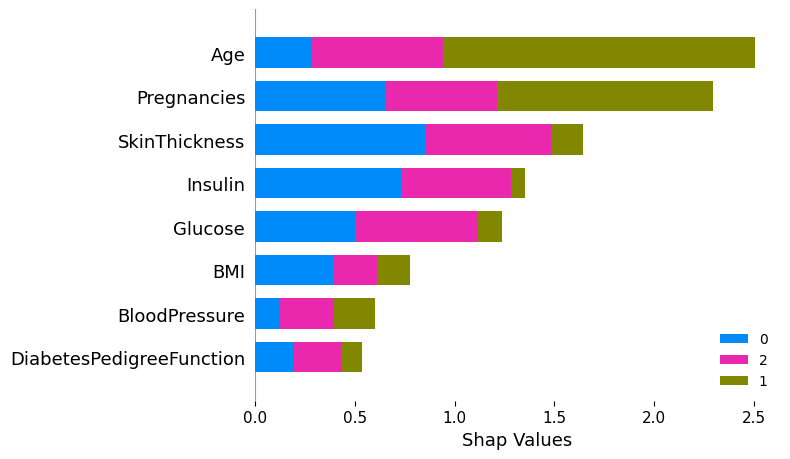 Age
Pregnancies
SkinThickness
Insulin
Glucose
BMI
BloodPressure
DiabetesPedigreeFunction
0
2
1
0.0 0.5 1.0 1.5 2.0 2.5
Shap Values